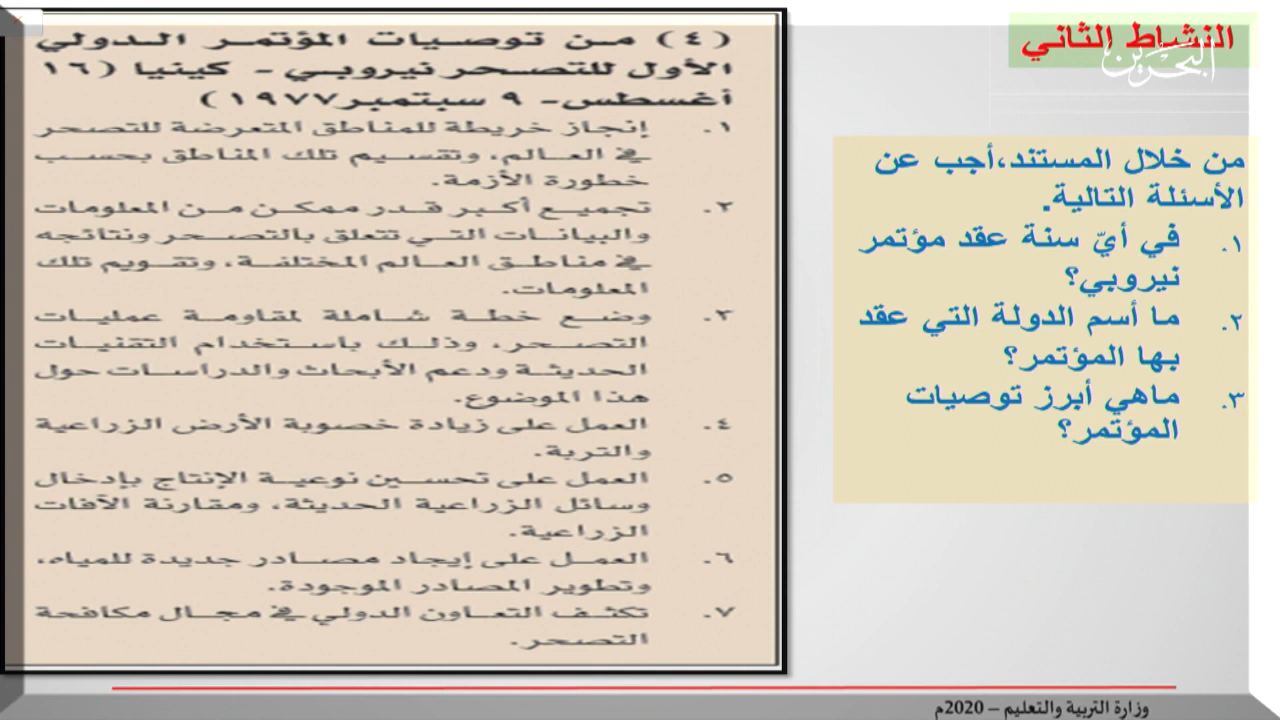 النشاط الثاني
البحرين
من خلال المستند،أجب عن
الأسئلة التالية.
١. في أيّ سنة عقد مؤتمر
نيروبي؟
٢. ما أسم الدولة التي عقد
بها المؤتمر؟
٣. ماهي أبرز توصيات
المؤتمر؟
(٤) من توصيات المؤتمر الدولي
الأول للتصحر نيروبي - كينيا (١٦
أغسطس- ٩ سبتمبر١٩٧٧)
١. إنجاز خريطة للمناطق المتعرضة للتصحر
في العالم، وتقسيم تلك المناطق بحسب
خطورة الأزمة.
٢. تجميع أكبر قدر ممكن من المعلومات
والبيانات التي تتعلق بالتصحر ونتائجه
في مناطق العالم المختلفة، وتقويم تلك
المعلومات.
٣. وضع خطة شاملة لمقاومة عمليات
التصحر، وذلك باستخدام التقنيات
الحديثة ودعم الأبحاث والدراسات حول
هذا الموضوع.
٤. العمل على زيادة خصوبة الأرض الزراعية
والتربة.
٥. العمل على تحسين نوعية الإنتاج بإدخال
وسائل الزراعية الحديثة، ومقارنة الآفات
الزراعية.
٦. العمل على إيجاد مصادر جديدة للمياه،
وتطوير المصادر الموجودة.
٧. تكثف التعاون الدولي في مجال مكافحة
التصحر.
وزارة التربية والتعليم – 2020م